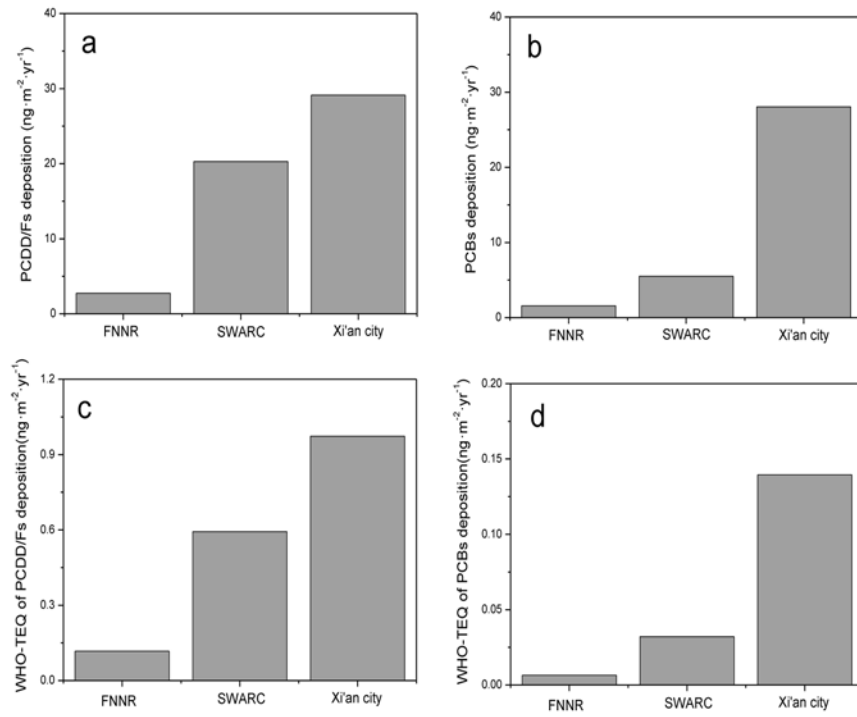 a
PCDD/Fs deposition (ng·m⁻²·yr⁻¹)
40
30
20
10
0
FNNR SWARC Xi'an city
b
PCBs deposition (ng·m⁻²·yr⁻¹)
40
30
20
10
0
FNNR SWARC Xi'an city
c
WHO-TEQ of PCDD/Fs deposition(ng·m⁻²·yr⁻¹)
1.2
0.9
0.6
0.3
0.0
FNNR SWARC Xi'an city
d
WHO-TEQ of PCBs deposition(ng·m⁻²·yr⁻¹)
0.20
0.15
0.10
0.05
0.00
FNNR SWARC Xi'an city